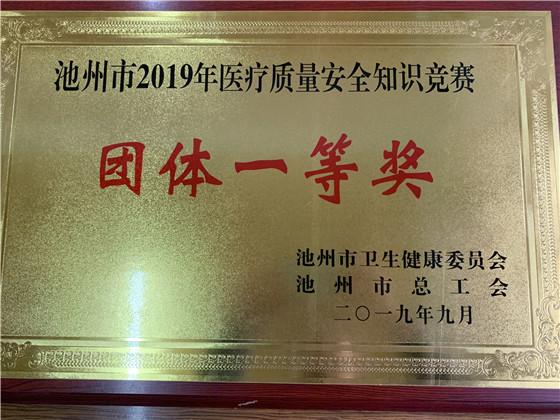 池州市2019年医疗质量安全知识竞赛
团体一等奖
池州市卫生健康委员会
池州市总工会
二〇一九年九月